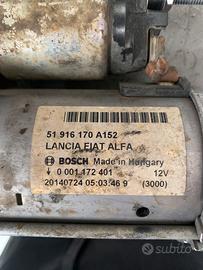 51 916 170 A152
LANCIA FIAT ALFA
BOSCH Made in Hungary
↓ 0 001 172 401 12V
20140724 05:03:46 9 (3000)
subito